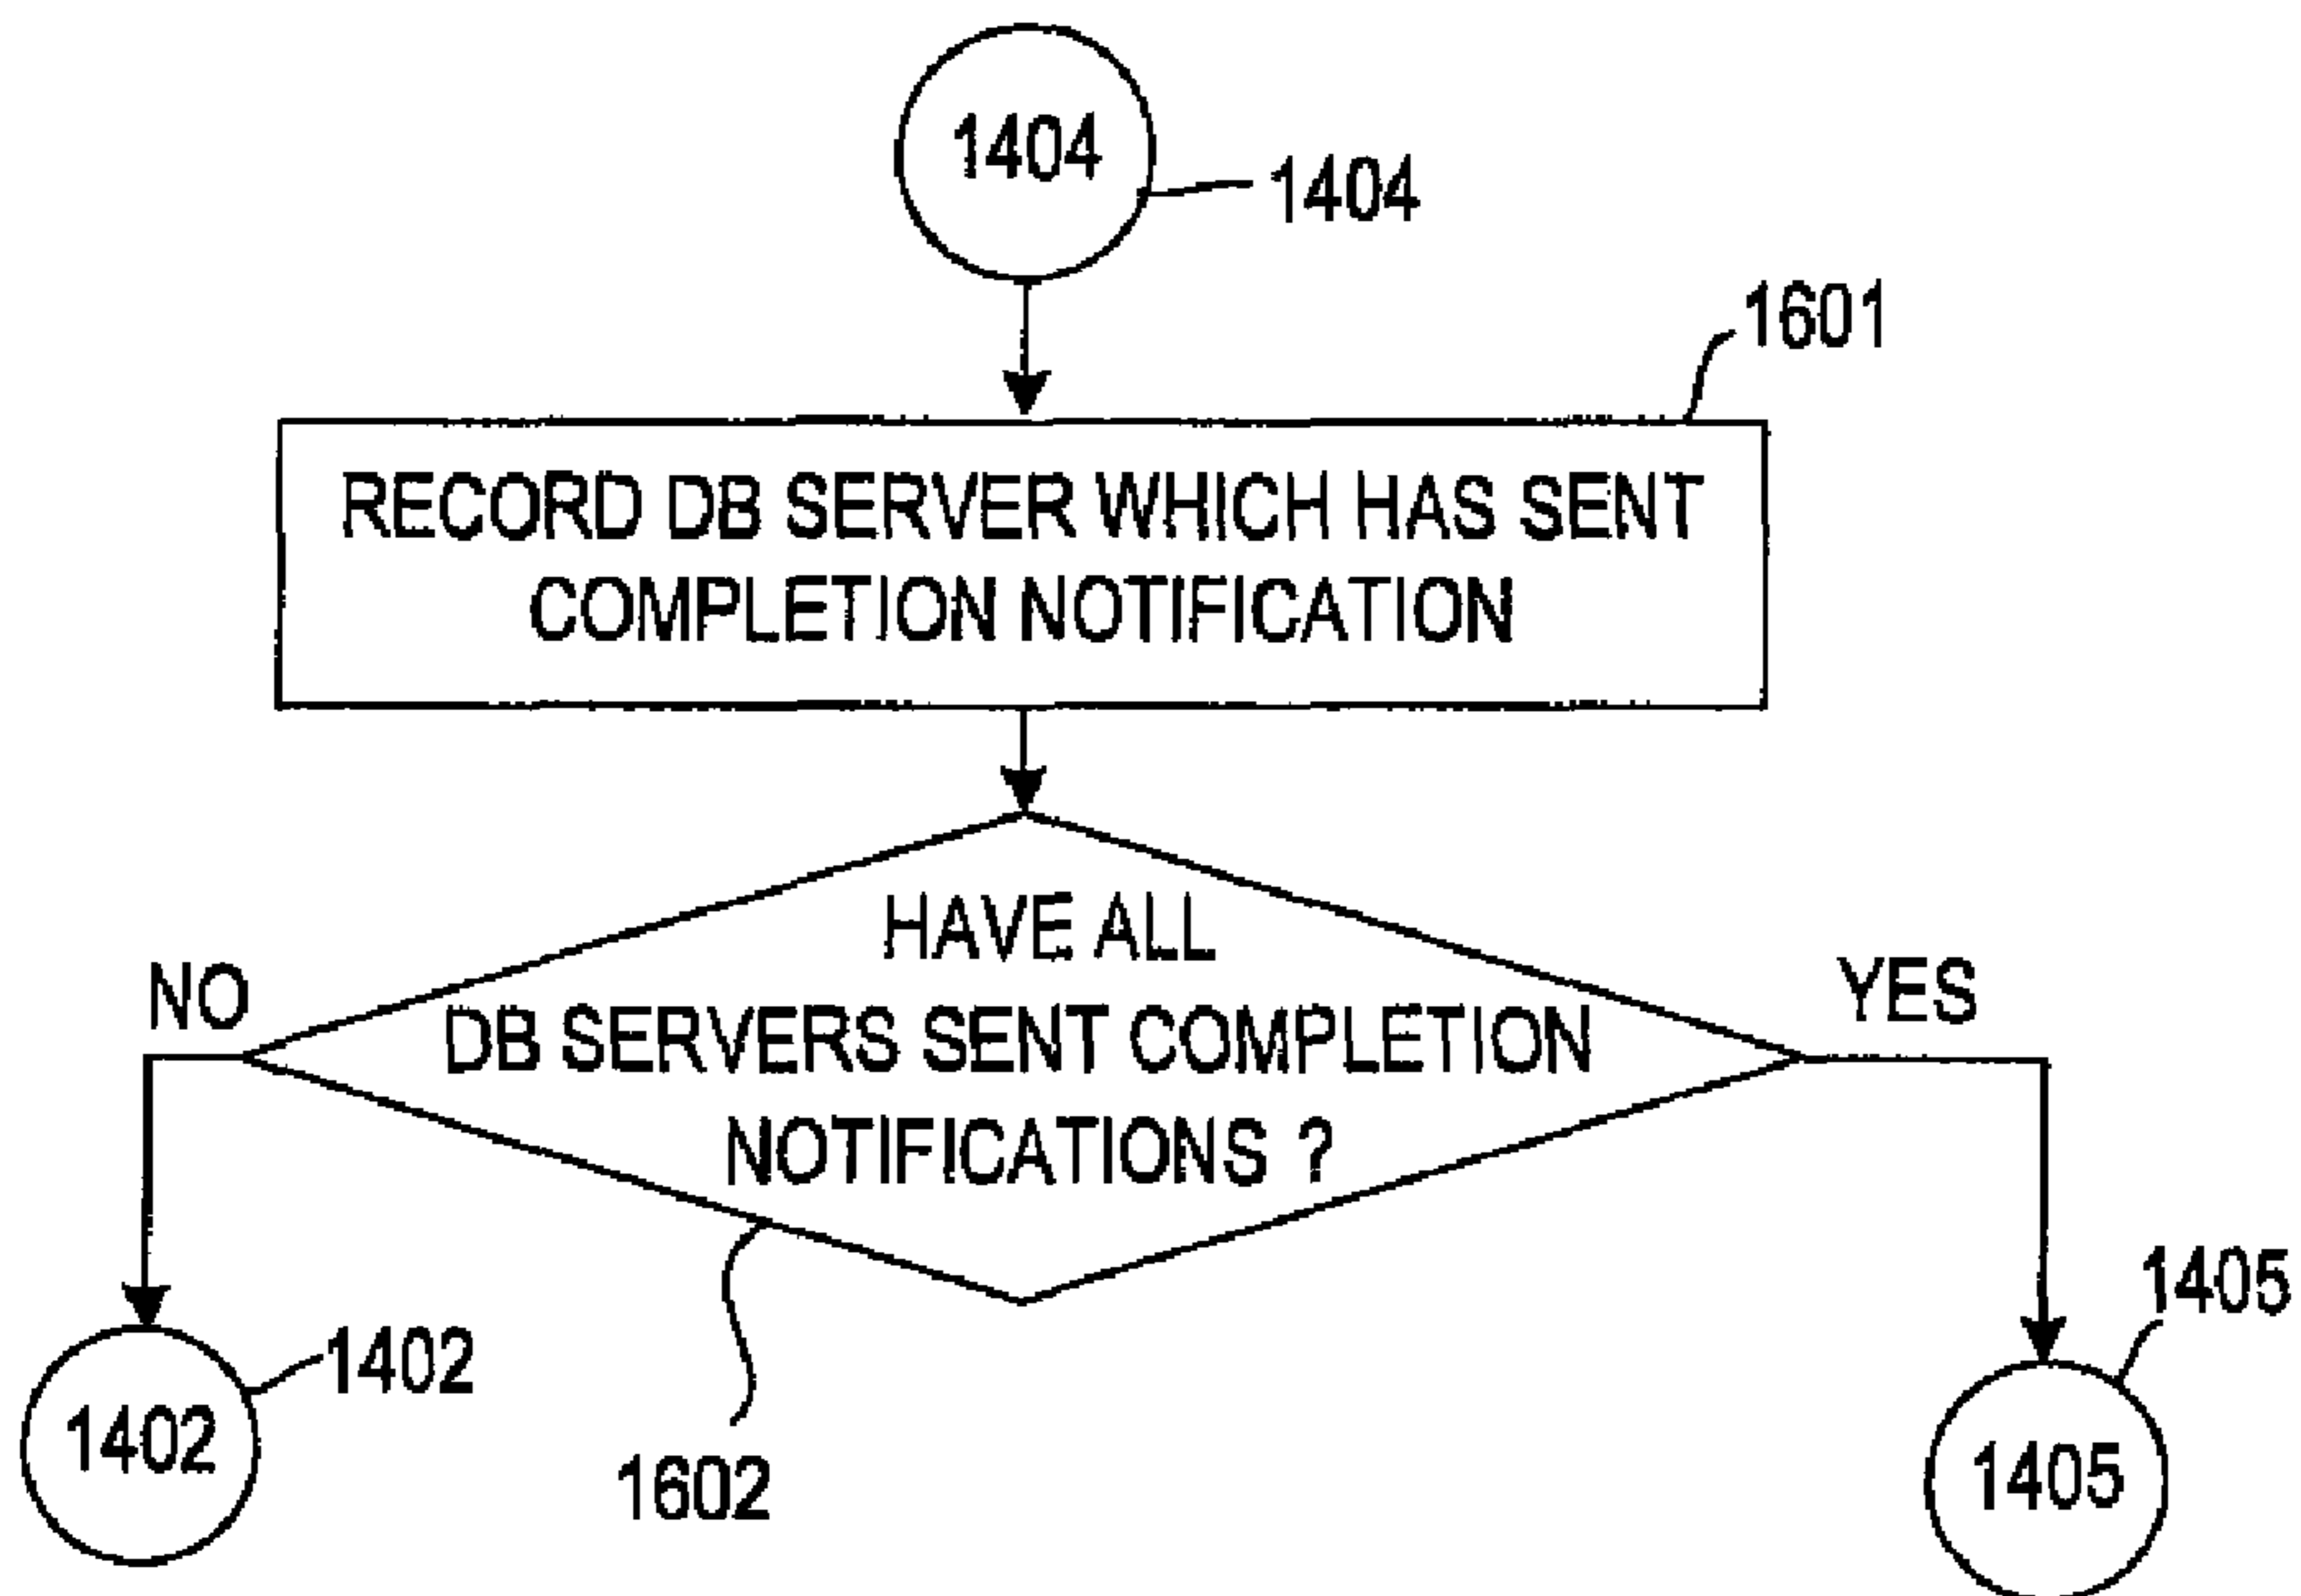 1404
1404
1601
RECORD DB SERVER WHICH HAS SENT
COMPLETION NOTIFICATION
HAVE ALL
DB SERVERS SENT COMPLETION
NOTIFICATIONS ?
NO
YES
1402
1402
1602
1405
1405